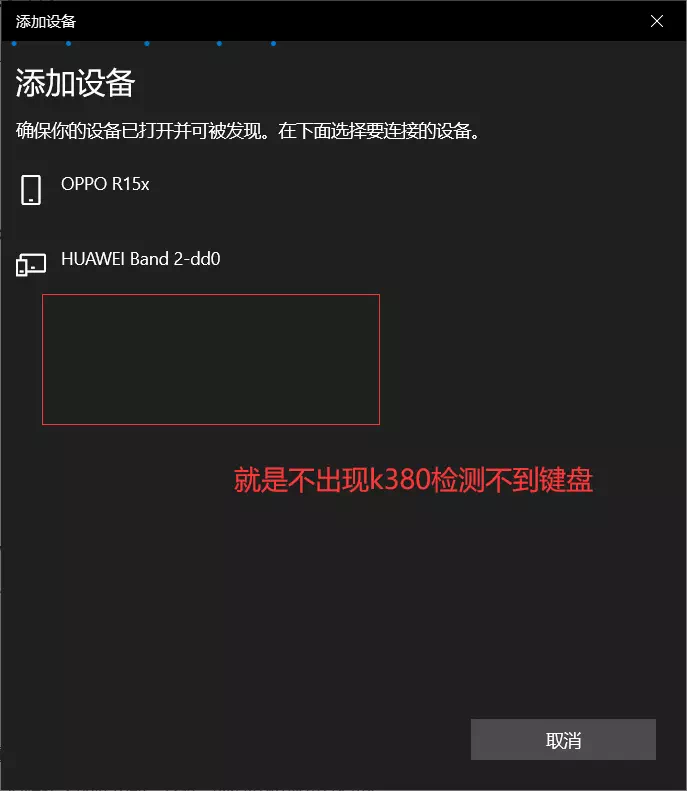 添加设备
添加设备
确保你的设备已打开并可被发现。在下面选择要连接的设备。
OPPO R15x
HUAWEI Band 2-dd0
就是不出现k380检测不到键盘
取消